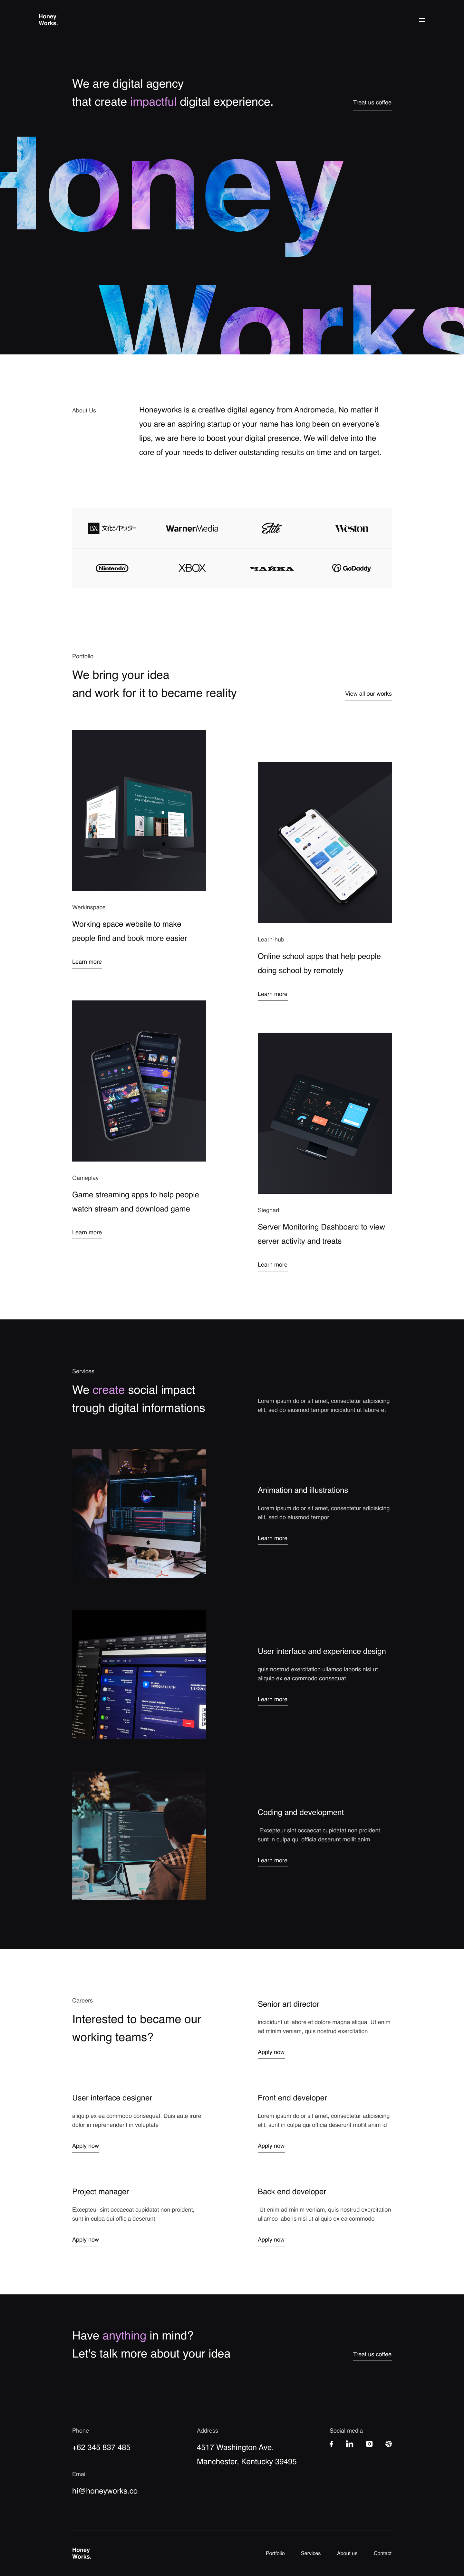 Honey
Works.
We are digital agency
that create impactful digital experience.
Treat us coffee
Honey
Works
About Us
Honeyworks is a creative digital agency from Andromeda, No matter if
you are an aspiring startup or your name has long been on everyone's
lips, we are here to boost your digital presence. We will delve into the
core of your needs to deliver outstanding results on time and on target.
BX 文化シヤッター
WarnerMedia
Etite
Weston
Nintendo
XBOX
ЧАЙКА
GoDaddy
Portfolio
We bring your idea
and work for it to became reality
View all our works
Werkinspace
Working space website to make
people find and book more easier
Learn more
Learn-hub
Online school apps that help people
doing school by remotely
Learn more
Gameplay
Game streaming apps to help people
watch stream and download game
Learn more
Sieghart
Server Monitoring Dashboard to view
server activity and treats
Learn more
Services
We create social impact
trough digital informations
Lorem ipsum dolor sit amet, consectetur adipisicing
elit, sed do eiusmod tempor incididunt ut labore et
Animation and illustrations
Lorem ipsum dolor sit amet, consectetur adipisicing
elit, sed do eiusmod tempor
Learn more
User interface and experience design
quis nostrud exercitation ullamco laboris nisi ut
aliquip ex ea commodo consequat.
Learn more
Coding and development
Excepteur sint occaecat cupidatat non proident,
sunt in culpa qui officia deserunt mollit anim
Learn more
Careers
Interested to became our
working teams?
Senior art director
incididunt ut labore et dolore magna aliqua. Ut enim
ad minim veniam, quis nostrud exercitation
Apply now
User interface designer
aliquip ex ea commodo consequat. Duis aute irure
dolor in reprehenderit in voluptate
Apply now
Front end developer
Lorem ipsum dolor sit amet, consectetur adipisicing
elit, sunt in culpa qui officia deserunt mollit anim id
Apply now
Project manager
Excepteur sint occaecat cupidatat non proident,
sunt in culpa qui officia deserunt
Apply now
Back end developer
Ut enim ad minim veniam, quis nostrud exercitation
ullamco laboris nisi ut aliquip ex ea commodo
Apply now
Have anything in mind?
Let's talk more about your idea
Treat us coffee
Phone
+62 345 837 485
Email
hi@honeyworks.co
Address
4517 Washington Ave.
Manchester, Kentucky 39495
Social media
Honey
Works.
Portfolio
Services
About us
Contact